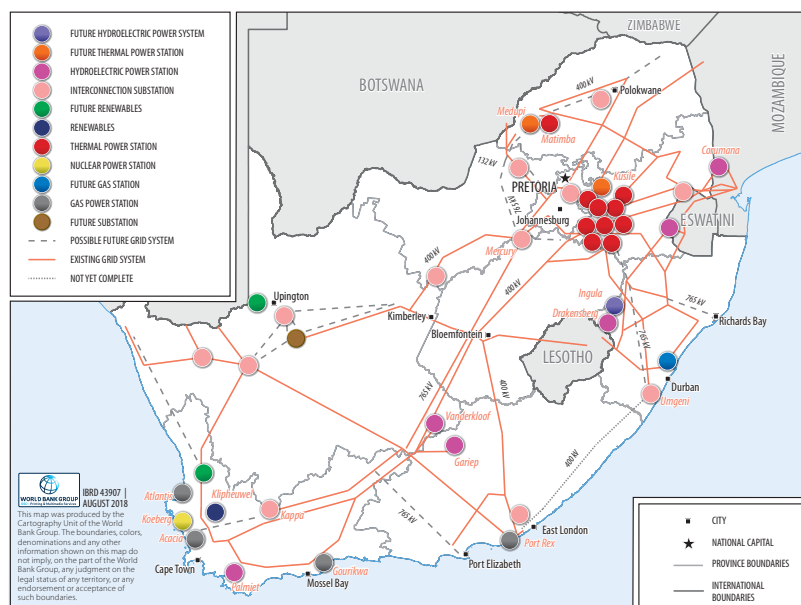 FUTURE HYDROELECTRIC POWER SYSTEM
FUTURE THERMAL POWER STATION
HYDROELECTRIC POWER STATION
INTERCONNECTION SUBSTATION
FUTURE RENEWABLES
RENEWABLES
THERMAL POWER STATION
NUCLEAR POWER STATION
FUTURE GAS STATION
GAS POWER STATION
FUTURE SUBSTATION
POSSIBLE FUTURE GRID SYSTEM
EXISTING GRID SYSTEM
NOT YET COMPLETE
ZIMBABWE
BOTSWANA
MOZAMBIQUE
400 kV
Polokwane
Medupi
Matimba
132 kV
Corumana
Kusile
PRETORIA
765 kV
Johannesburg
ESWATINI
Mercury
400 kV
Upington
400 kV
Ingula
765 kV
Kimberley
Drakensberg
Richards Bay
Bloemfontein
765 kV
LESOTHO
765 kV
400 kV
Durban
Umgeni
Vanderkloof
Gariep
400 kV
WORLD BANK GROUP
Printing & Multimedia Services
IBRD 43907 |
AUGUST 2018
This map was produced by the
Cartography Unit of the World
Bank Group. The boundaries, colors,
denominations and any other
information shown on this map do
not imply, on the part of the World
Bank Group, any judgment on the
legal status of any territory, or any
endorsement or acceptance of
such boundaries.
Atlantis
Klipheuwel
Koeberg
Kappa
Acacia
765 kV
East London
Port Rex
Cape Town
Gourikwa
Port Elizabeth
Palmiet
Mossel Bay
CITY
NATIONAL CAPITAL
PROVINCE BOUNDARIES
INTERNATIONAL
BOUNDARIES